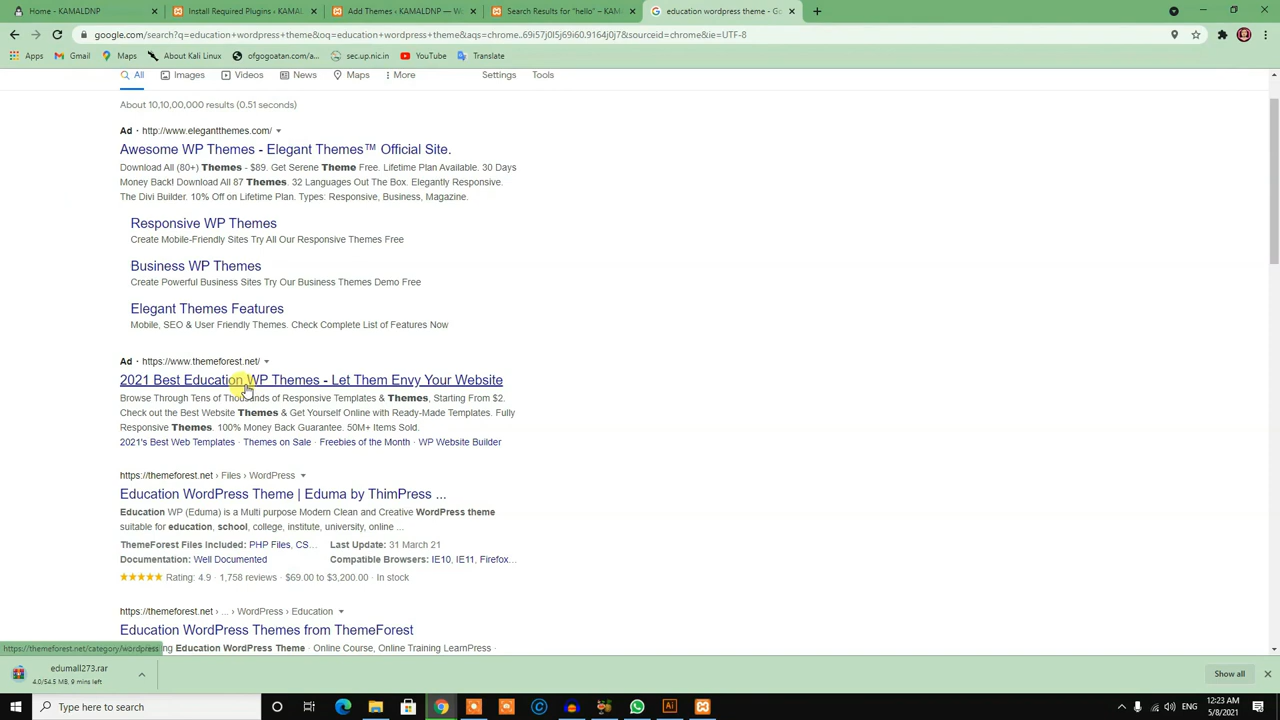 Home — KAMALDNP
Install Required Plugins ‹ KAMAL
Add Themes ‹ KAMALDNP — W
Search Results for "hello" – KAMAL
education wordpress theme - Go
google.com/search?q=education+wordpress+theme&oq=education+wordpress+theme&aqs=chrome..69i57j0l5j69i60.9164j0j7&sourceid=chrome&ie=UTF-8
Apps Gmail Maps About Kali Linux ofgogoatan.com/a... sec.up.nic.in YouTube Translate
All Images Videos News Maps More Settings Tools
About 10,10,00,000 results (0.51 seconds)
Ad · http://www.elegantthemes.com/
Awesome WP Themes - Elegant Themes™ Official Site.
Download All (80+) Themes - $89. Get Serene Theme Free. Lifetime Plan Available. 30 Days
Money Back! Download All 87 Themes. 32 Languages Out The Box. Elegantly Responsive.
The Divi Builder. 10% Off on Lifetime Plan. Types: Responsive, Business, Magazine.
Responsive WP Themes
Create Mobile-Friendly Sites Try All Our Responsive Themes Free
Business WP Themes
Create Powerful Business Sites Try Our Business Themes Demo Free
Elegant Themes Features
Mobile, SEO & User Friendly Themes. Check Complete List of Features Now
Ad · https://www.themeforest.net/
2021 Best Education WP Themes - Let Them Envy Your Website
Browse Through Tens of Thousands of Responsive Templates & Themes, Starting From $2.
Check out the Best Website Themes & Get Yourself Online with Ready-Made Templates. Fully
Responsive Themes. 100% Money Back Guarantee. 50M+ Items Sold.
2021's Best Web Templates · Themes on Sale · Freebies of the Month · WP Website Builder
https://themeforest.net › Files › WordPress
Education WordPress Theme | Eduma by ThimPress ...
Education WP (Eduma) is a Multi purpose Modern Clean and Creative WordPress theme
suitable for education, school, college, institute, university, online ...
ThemeForest Files Included: PHP Files, CS... Last Update: 31 March 21
Documentation: Well Documented Compatible Browsers: IE10, IE11, Firefox...
Rating: 4.9 · 1,758 reviews · $69.00 to $3,200.00 · In stock
https://themeforest.net › ... › WordPress › Education
Education WordPress Themes from ThemeForest
https://themeforest.net/category/wordpress
Education WordPress Theme · Online Course, Online Training LearnPress ·
edumall273.rar
4.0/54.5 MB, 9 mins left
Show all
Type here to search
ENG
12:23 AM
5/8/2021